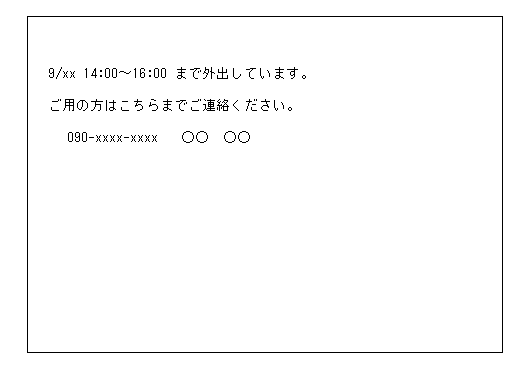 9/xx 14:00～16:00 まで外出しています。
ご用の方はこちらまでご連絡ください。
090-xxxx-xxxx ○○ ○○